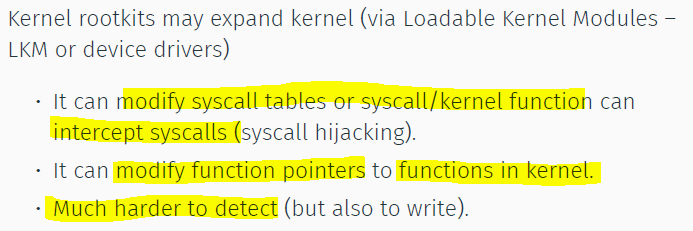 Kernel rootkits may expand kernel (via Loadable Kernel Modules –
LKM or device drivers)
• It can modify syscall tables or syscall/kernel function can
intercept syscalls (syscall hijacking).
• It can modify function pointers to functions in kernel.
• Much harder to detect (but also to write).